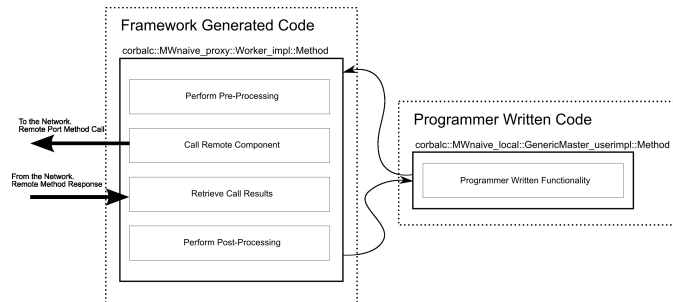 Framework Generated Code
corbalc::MWnaive_proxy::Worker_impl::Method
Perform Pre-Processing
To the Network.
Remote Port Method Call
Call Remote Component
From the Network.
Remote Method Response
Retrieve Call Results
Perform Post-Processing
Programmer Written Code
corbalc::MWnaive_local::GenericMaster_userimpl::Method
Programmer Written Functionality